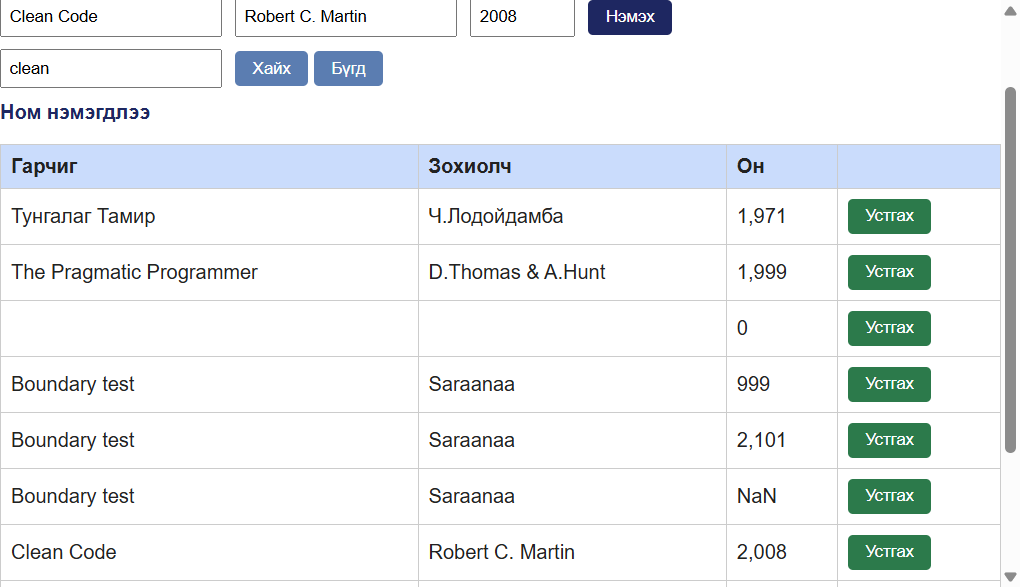 Clean Code Robert C. Martin 2008 Нэмэх
clean Хайх Бүгд
Ном нэмэгдлээ
Гарчиг Зохиолч Он
Тунгалаг Тамир Ч.Лодойдамба 1,971 Устгах
The Pragmatic Programmer D.Thomas & A.Hunt 1,999 Устгах
0 Устгах
Boundary test Saraanaa 999 Устгах
Boundary test Saraanaa 2,101 Устгах
Boundary test Saraanaa NaN Устгах
Clean Code Robert C. Martin 2,008 Устгах